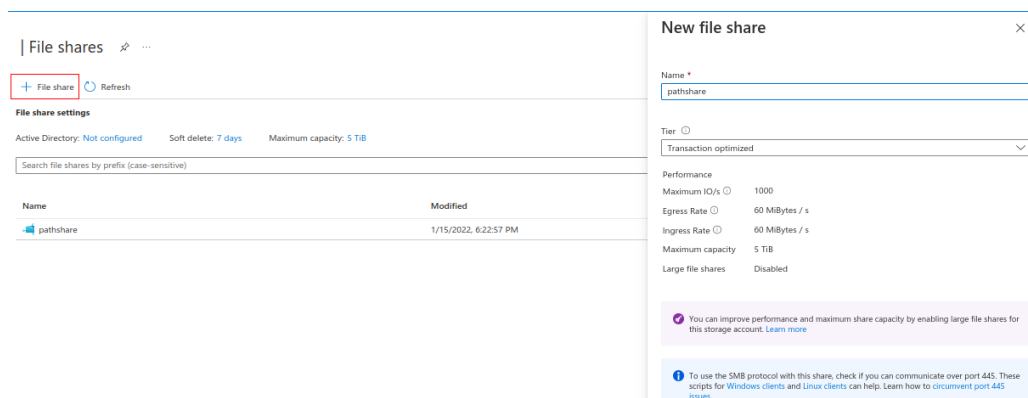 File shares ...
+ File share Refresh
File share settings
Active Directory: Not configured Soft delete: 7 days Maximum capacity: 5 TiB
Search file shares by prefix (case-sensitive)
Name Modified
pathshare 1/15/2022, 6:22:57 PM
New file share
Name *
pathshare
Tier
Transaction optimized
Performance
Maximum IO/s 1000
Egress Rate 60 MiBytes / s
Ingress Rate 60 MiBytes / s
Maximum capacity 5 TiB
Large file shares Disabled
You can improve performance and maximum share capacity by enabling large file shares for
this storage account. Learn more
To use the SMB protocol with this share, check if you can communicate over port 445. These
scripts for Windows clients and Linux clients can help. Learn how to circumvent port 445
issues.